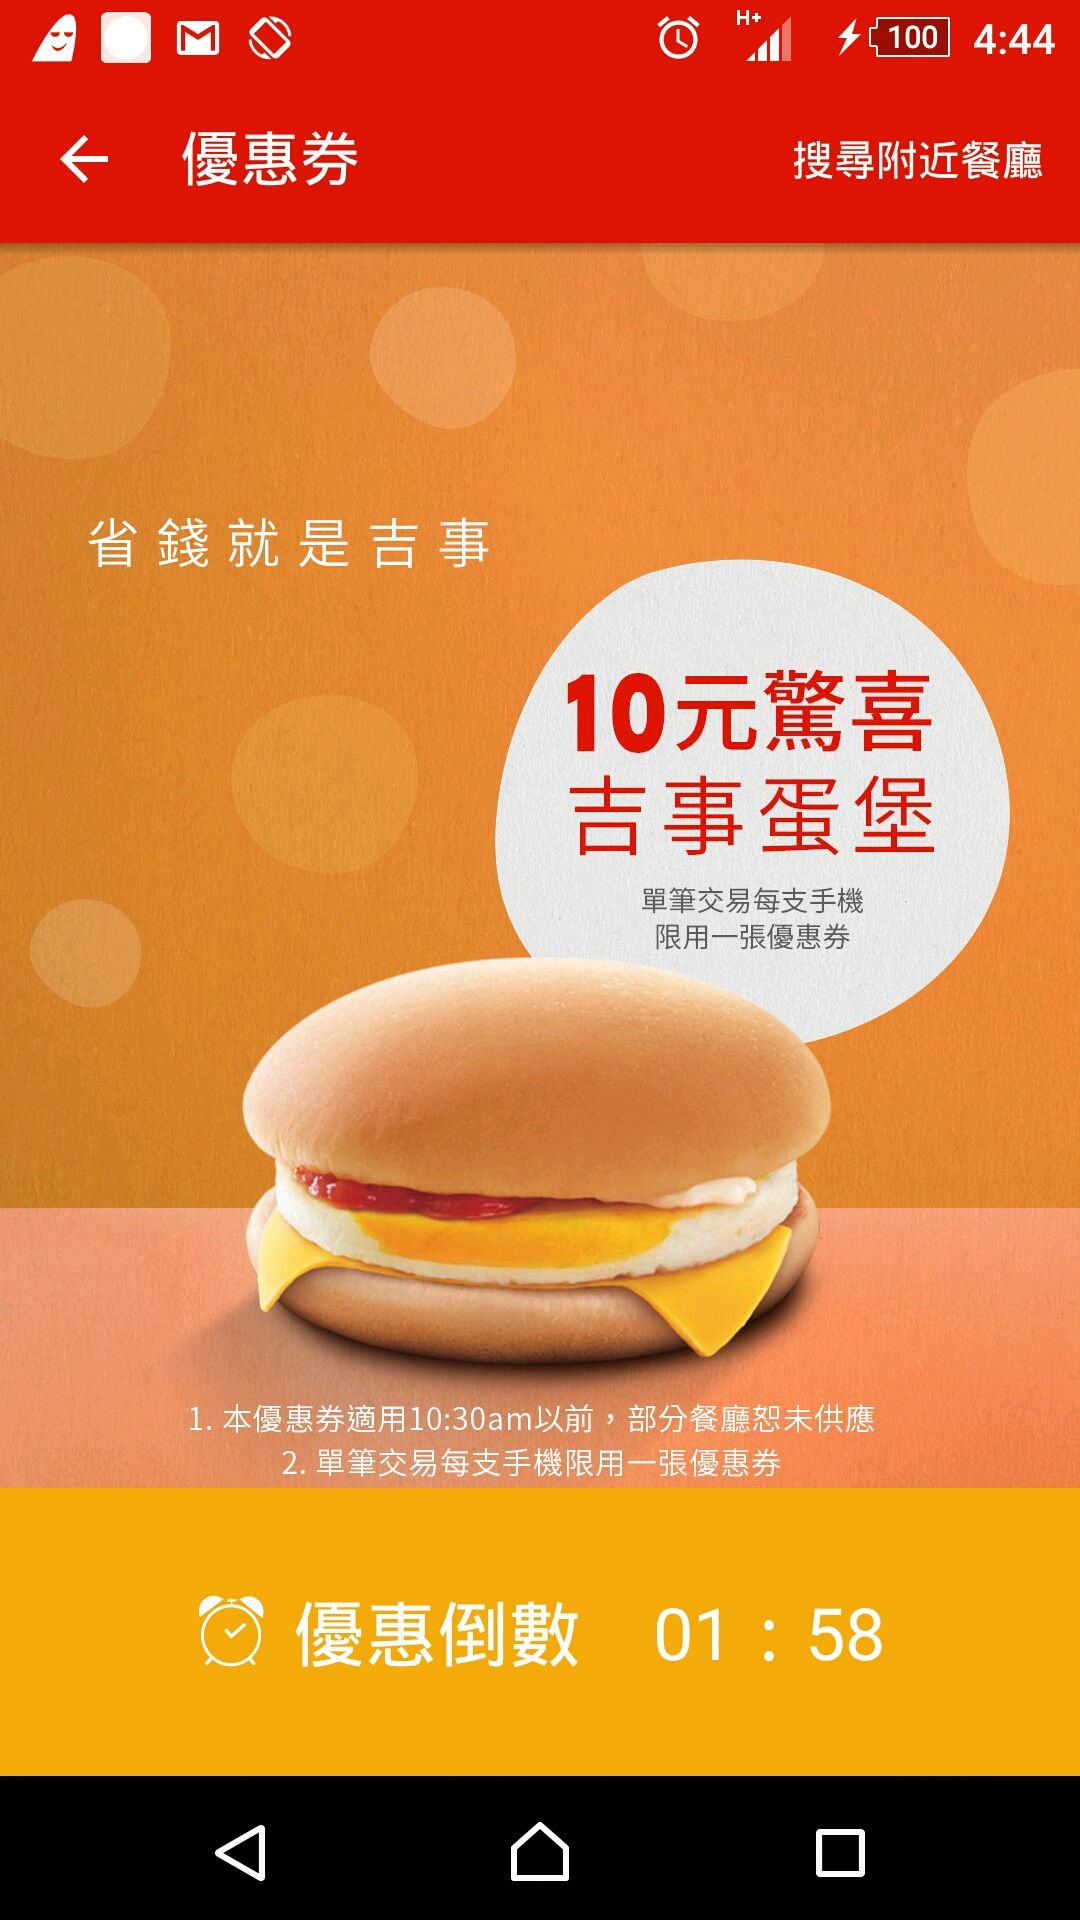 H+
100
4:44
優惠券
搜尋附近餐廳
省錢就是吉事
10元驚喜
吉事蛋堡
單筆交易每支手機
限用一張優惠券
1. 本優惠券適用10:30am以前，部分餐廳恕未供應
2. 單筆交易每支手機限用一張優惠券
優惠倒數 01 : 58